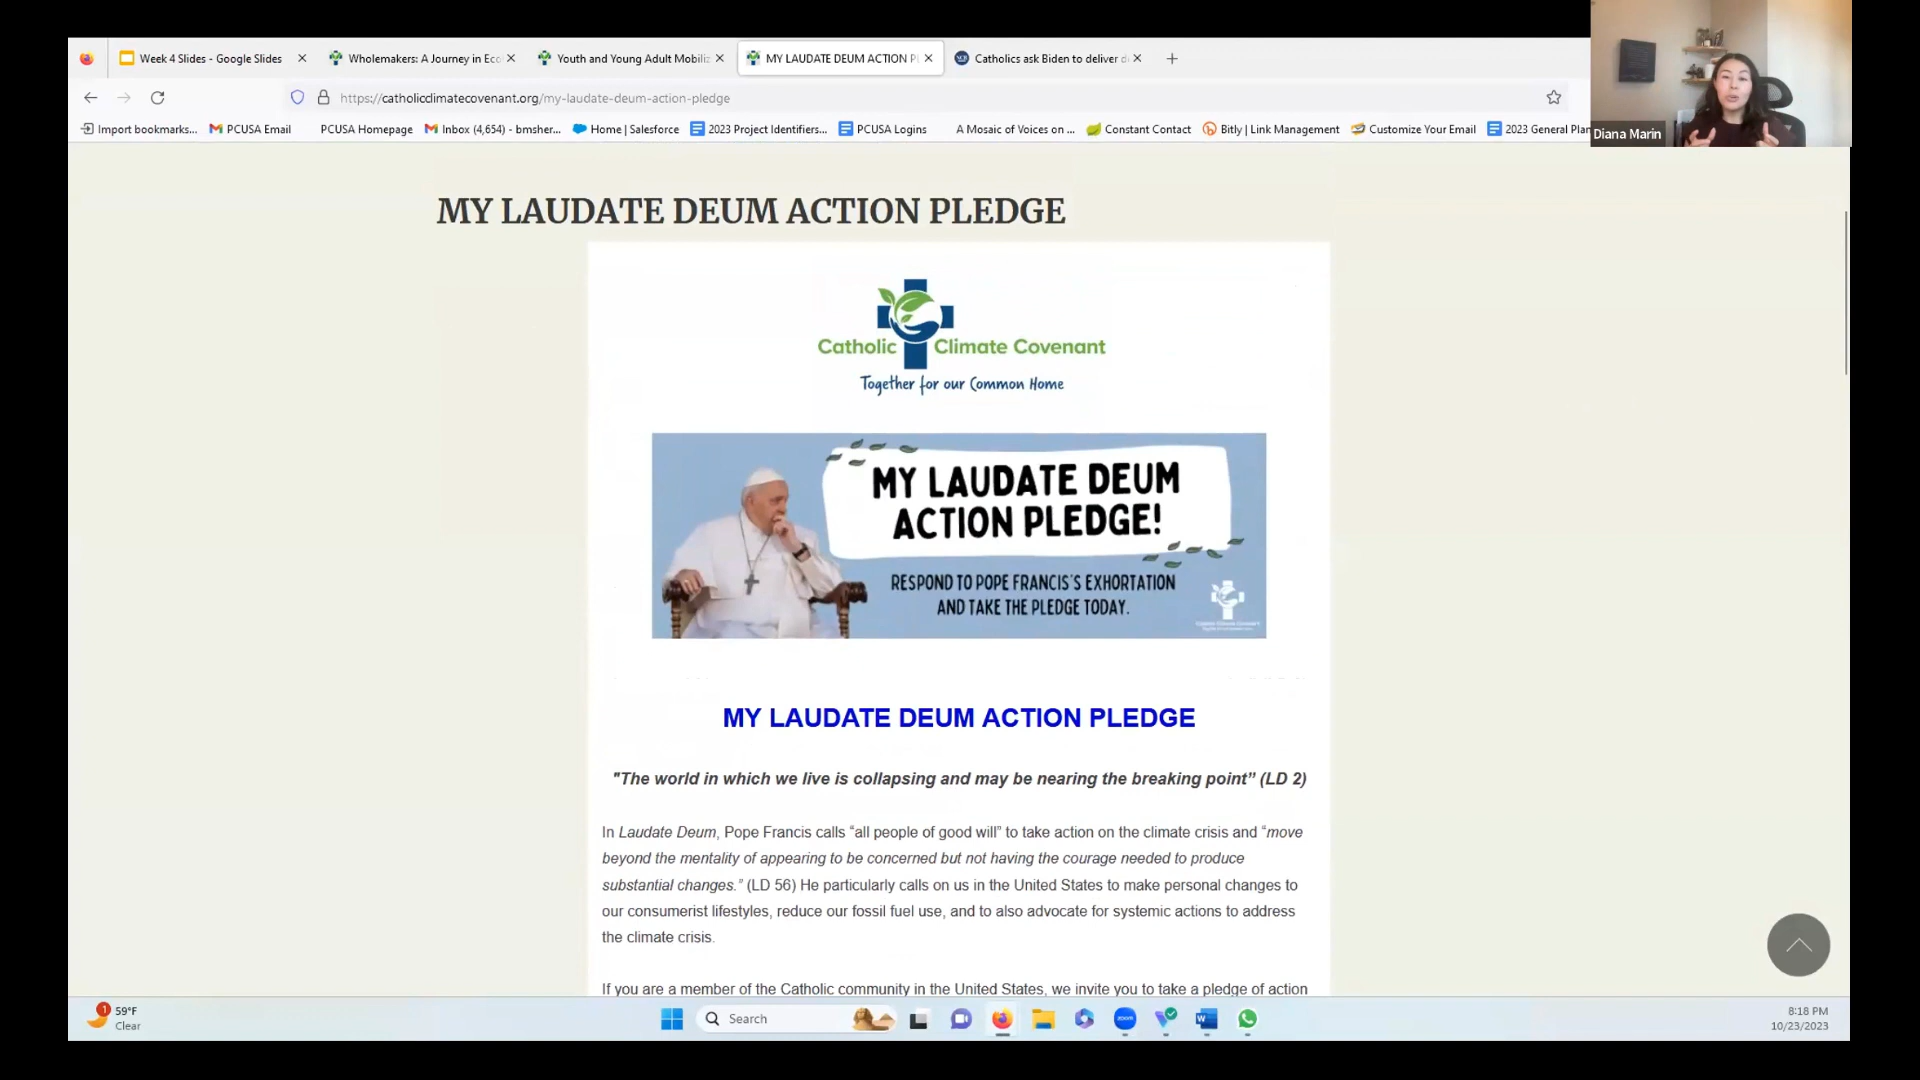 Week 4 Slides - Google Slides
Wholemakers: A Journey in Eco
Youth and Young Adult Mobiliz
MY LAUDATE DEUM ACTION PL
Catholics ask Biden to deliver
https://catholicclimatecovenant.org/my-laudate-deum-action-pledge
Import bookmarks...
PCUSA Email
PCUSA Homepage
Inbox (4,654) - bmsher...
Home | Salesforce
2023 Project Identifiers...
PCUSA Logins
A Mosaic of Voices on ...
Constant Contact
Bitly | Link Management
Customize Your Email
2023 General Plan
Diana Marin
MY LAUDATE DEUM ACTION PLEDGE
Catholic Climate Covenant
Together for our Common Home
MY LAUDATE DEUM
ACTION PLEDGE!
RESPOND TO POPE FRANCIS'S EXHORTATION
AND TAKE THE PLEDGE TODAY.
MY LAUDATE DEUM ACTION PLEDGE
"The world in which we live is collapsing and may be nearing the breaking point” (LD 2)
In Laudate Deum, Pope Francis calls “all people of good will” to take action on the climate crisis and “move
beyond the mentality of appearing to be concerned but not having the courage needed to produce
substantial changes.” (LD 56) He particularly calls on us in the United States to make personal changes to
our consumerist lifestyles, reduce our fossil fuel use, and to also advocate for systemic actions to address
the climate crisis.
If you are a member of the Catholic community in the United States, we invite you to take a pledge of action
1
59°F
Clear
Search
zoom
8:18 PM
10/23/2023